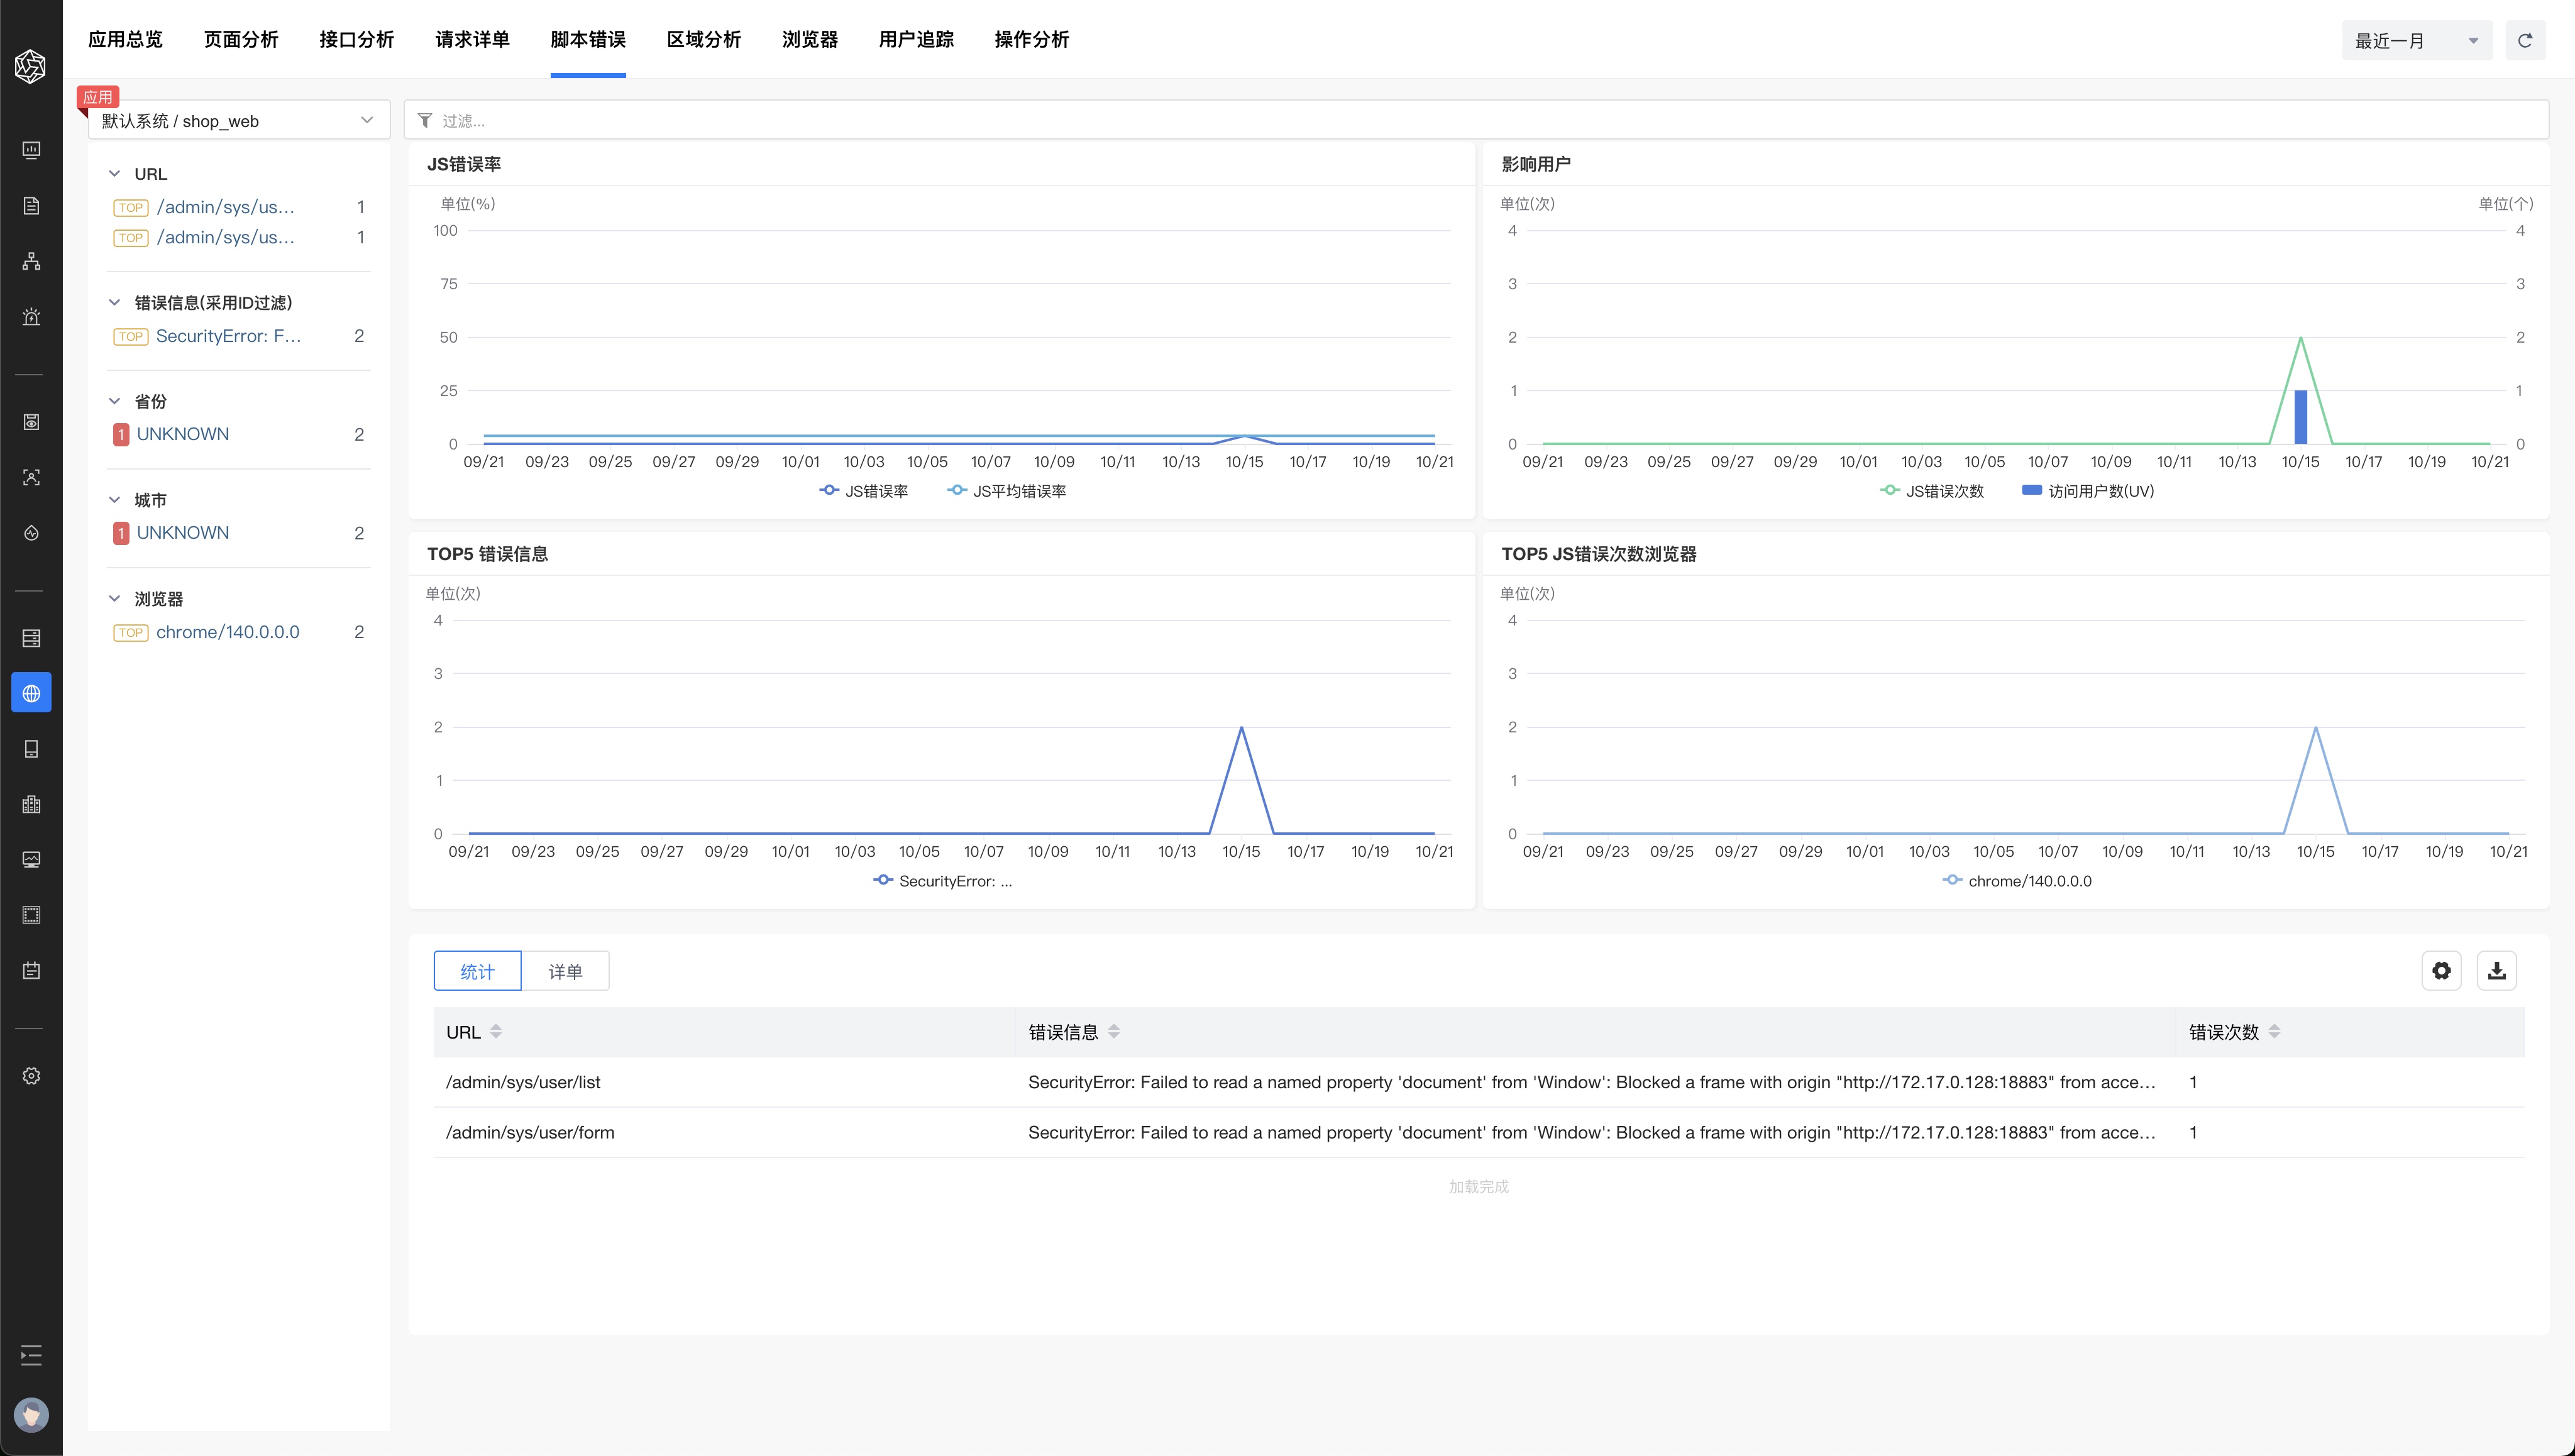 应用总览 页面分析 接口分析 请求详单 脚本错误 区域分析 浏览器 用户追踪 操作分析 最近一月
应用
默认系统 / shop_web
过滤...
URL
TOP /admin/sys/us... 1
TOP /admin/sys/us... 1
错误信息(采用ID过滤)
TOP SecurityError: F... 2
省份
1 UNKNOWN 2
城市
1 UNKNOWN 2
浏览器
TOP chrome/140.0.0.0 2
JS错误率
单位(%)
100
75
50
25
0
09/21 09/23 09/25 09/27 09/29 10/01 10/03 10/05 10/07 10/09 10/11 10/13 10/15 10/17 10/19 10/21
JS错误率 JS平均错误率
影响用户
单位(次) 单位(个)
4 4
3 3
2 2
1 1
0 0
09/21 09/23 09/25 09/27 09/29 10/01 10/03 10/05 10/07 10/09 10/11 10/13 10/15 10/17 10/19 10/21
JS错误次数 访问用户数(UV)
TOP5 错误信息
单位(次)
4
3
2
1
0
09/21 09/23 09/25 09/27 09/29 10/01 10/03 10/05 10/07 10/09 10/11 10/13 10/15 10/17 10/19 10/21
SecurityError: ...
TOP5 JS错误次数浏览器
单位(次)
4
3
2
1
0
09/21 09/23 09/25 09/27 09/29 10/01 10/03 10/05 10/07 10/09 10/11 10/13 10/15 10/17 10/19 10/21
chrome/140.0.0.0
统计 详单
URL 错误信息 错误次数
/admin/sys/user/list SecurityError: Failed to read a named property 'document' from 'Window': Blocked a frame with origin "http://172.17.0.128:18883" from acce... 1
/admin/sys/user/form SecurityError: Failed to read a named property 'document' from 'Window': Blocked a frame with origin "http://172.17.0.128:18883" from acce... 1
加载完成